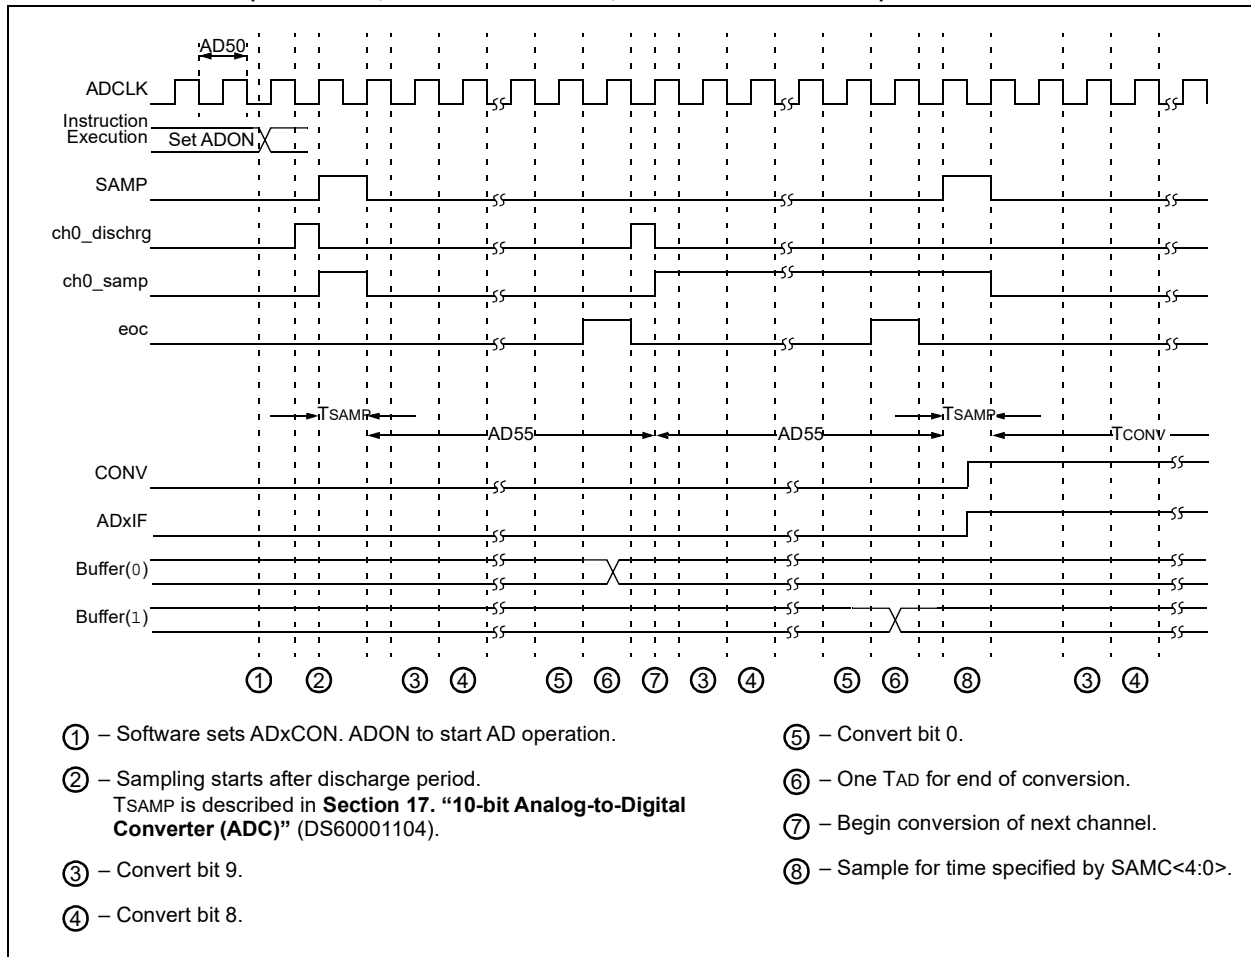 AD50
ADCLK
Instruction
Execution
Set ADON
SAMP
ch0_dischrg
ch0_samp
eoc
TSAMP
TSAMP
AD55
AD55
TCONV
CONV
ADxIF
Buffer(0)
Buffer(1)
1 2 3 4 5 6 7 3 4 5 6 8 3 4
1 – Software sets ADxCON. ADON to start AD operation.
2 – Sampling starts after discharge period.
TSAMP is described in Section 17. “10-bit Analog-to-Digital
Converter (ADC)” (DS60001104).
3 – Convert bit 9.
4 – Convert bit 8.
5 – Convert bit 0.
6 – One TAD for end of conversion.
7 – Begin conversion of next channel.
8 – Sample for time specified by SAMC<4:0>.